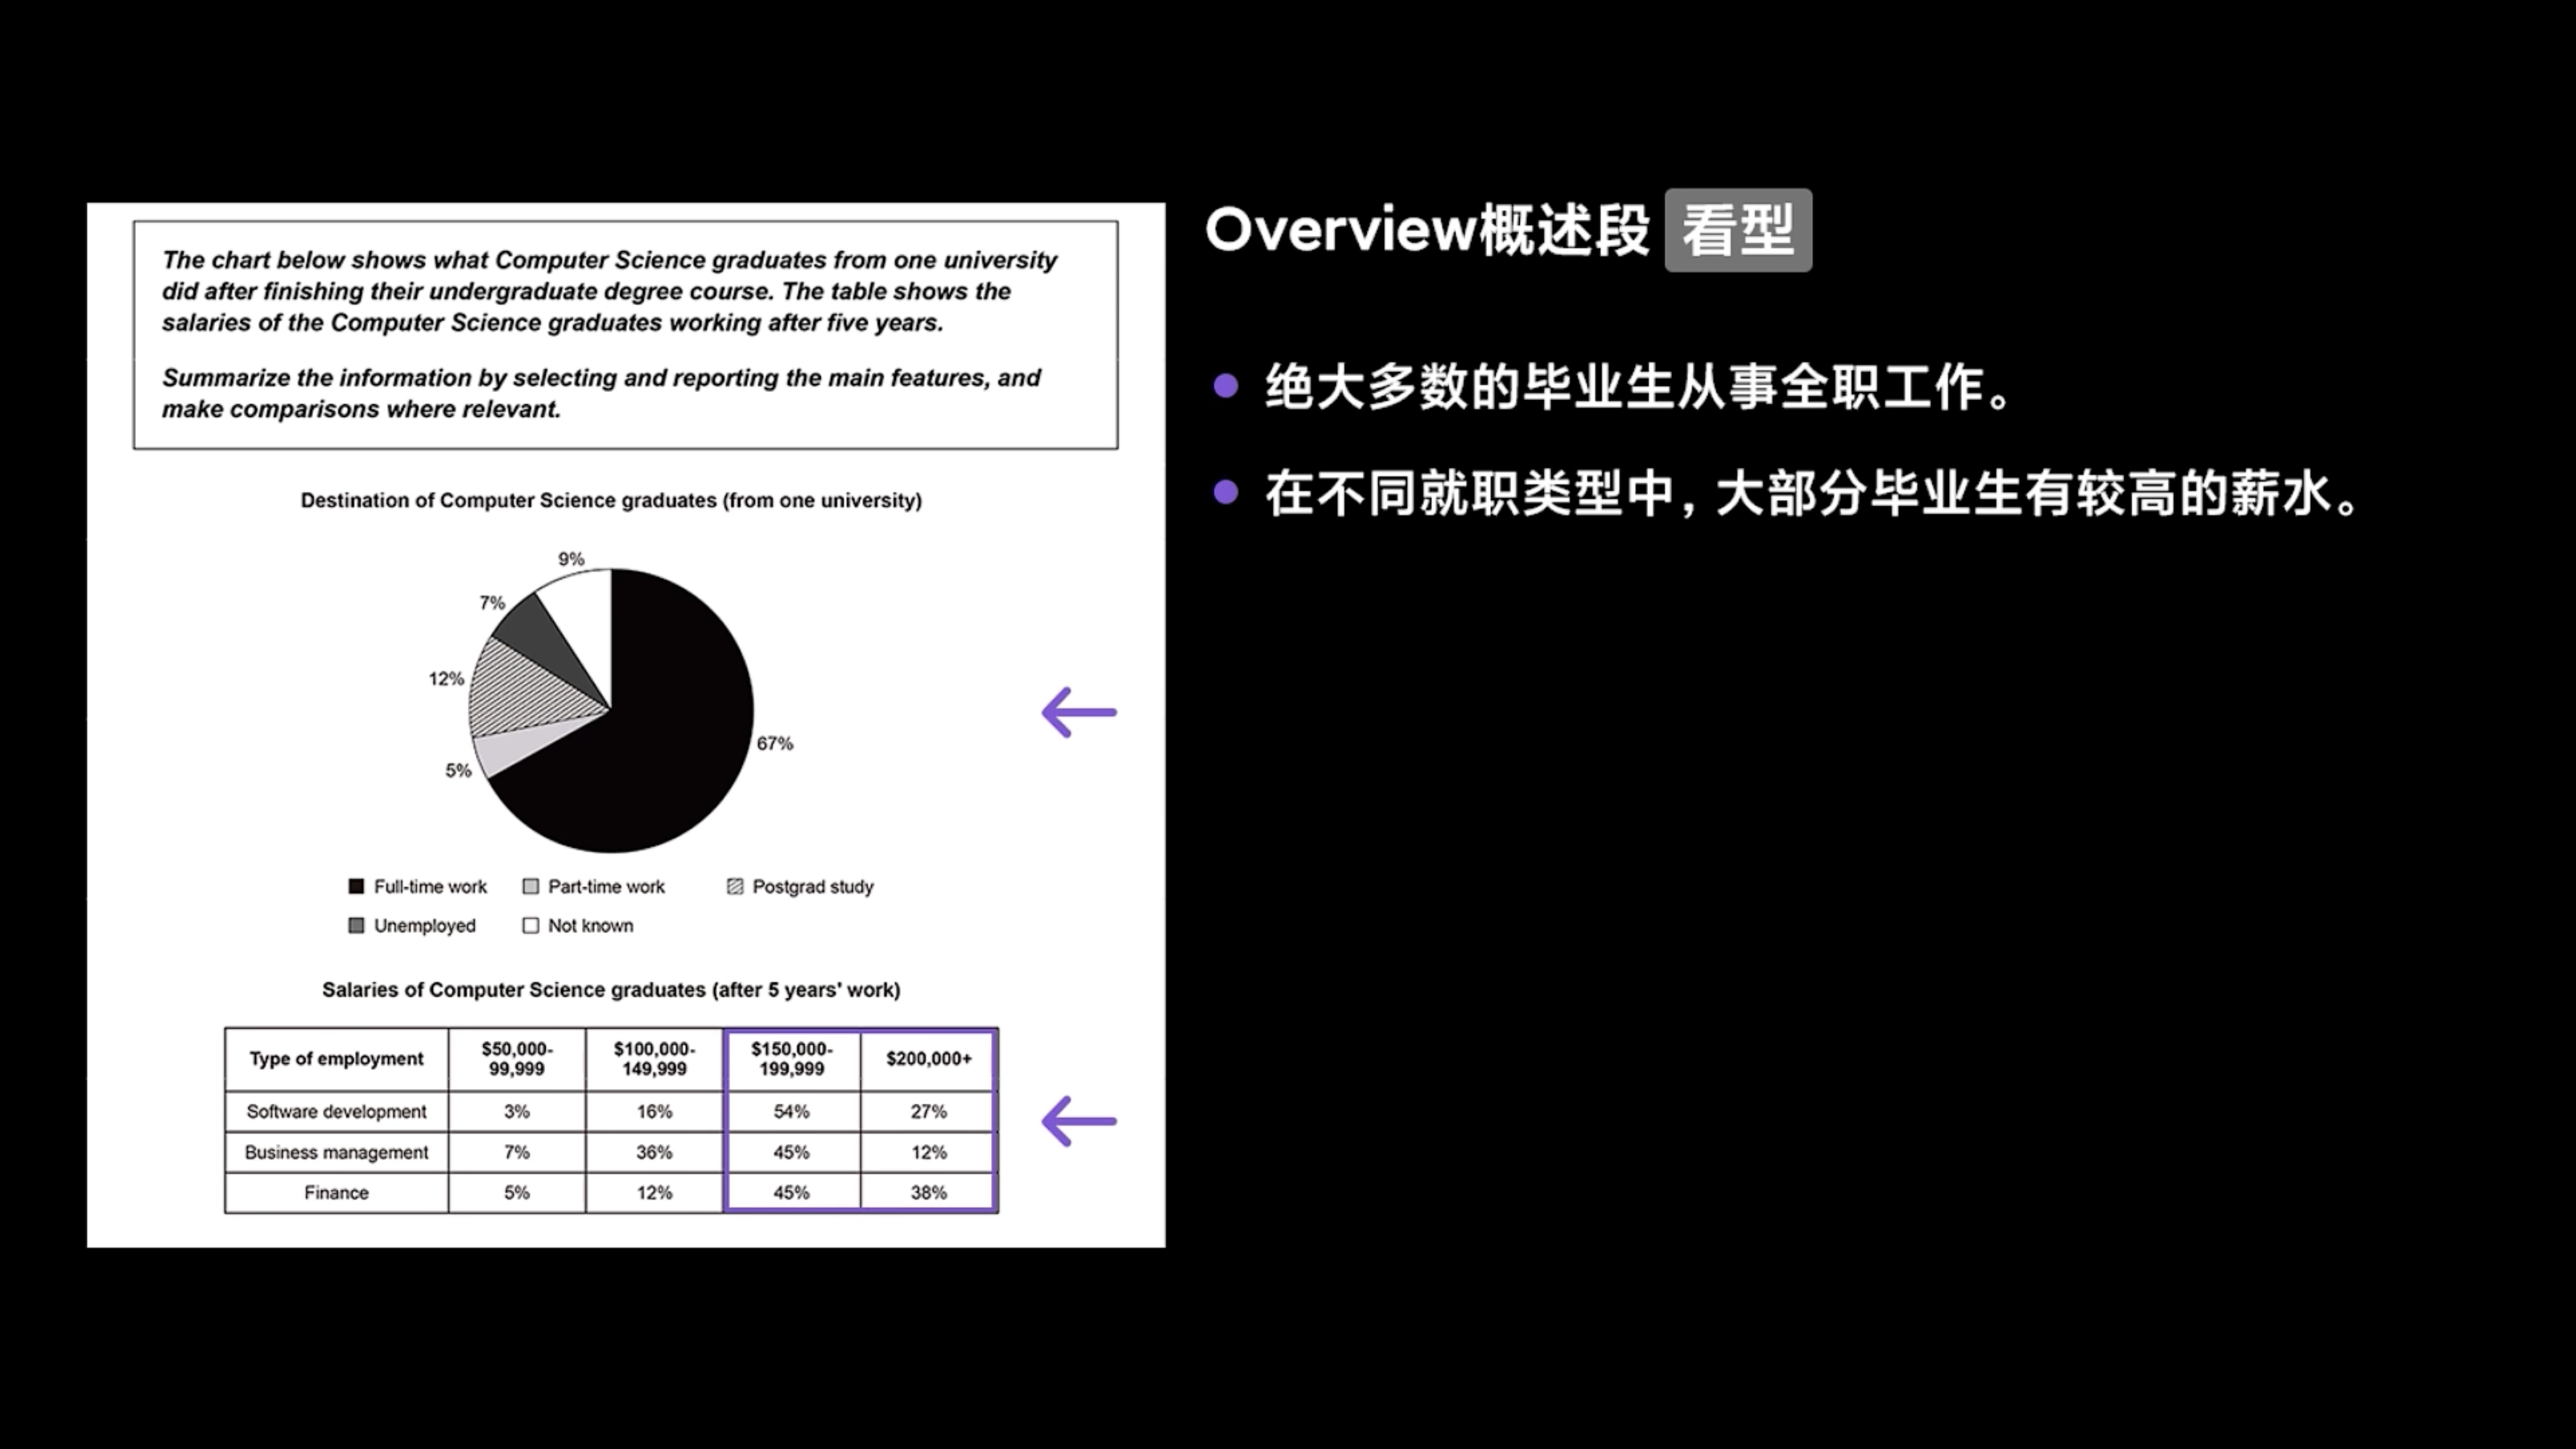 The chart below shows what Computer Science graduates from one university
did after finishing their undergraduate degree course. The table shows the
salaries of the Computer Science graduates working after five years.
Summarize the information by selecting and reporting the main features, and
make comparisons where relevant.
Destination of Computer Science graduates (from one university)
9%
7%
12%
67%
5%
Full-time work Part-time work Postgrad study
Unemployed Not known
Salaries of Computer Science graduates (after 5 years' work)
Type of employment $50,000-99,999 $100,000-149,999 $150,000-199,999 $200,000+
Software development 3% 16% 54% 27%
Business management 7% 36% 45% 12%
Finance 5% 12% 45% 38%
Overview概述段 看型
绝大多数的毕业生从事全职工作。
在不同就职类型中，大部分毕业生有较高的薪水。